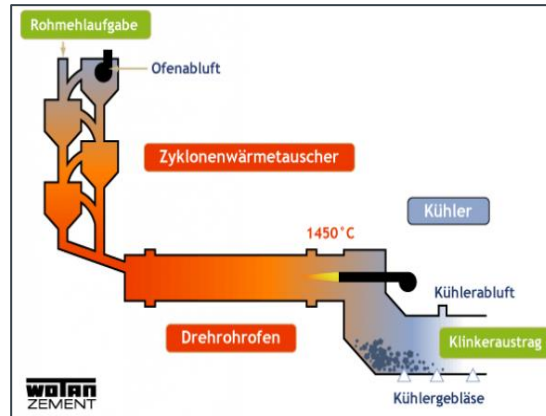 Rohmehlaufgabe
Ofenabluft
Zyklonenwärmetauscher
Kühler
1450°C
Kühlerabluft
Drehrohrofen
Klinkeraustrag
Kühlergebläse
WOTAN
ZEMENT